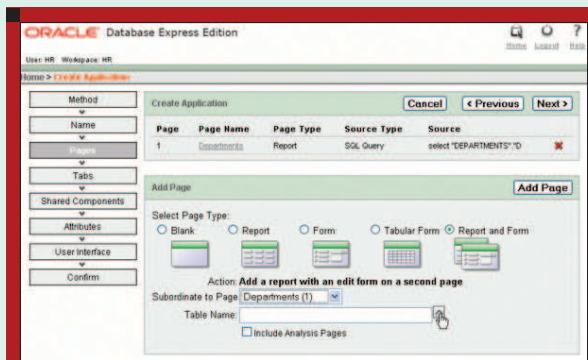 ORACLE Database Express Edition
Home Logout Help
User: HR Workspace: HR
Home > Create Application
Method
Name
Pages
Tabs
Shared Components
Attributes
User Interface
Confirm
Create Application
Cancel < Previous Next >
Page Page Name Page Type Source Type Source
1 Departments Report SQL Query select "DEPARTMENTS"."D
Add Page Add Page
Select Page Type:
Blank Report Form Tabular Form Report and Form
Action: Add a report with an edit form on a second page
Subordinate to Page Departments (1)
Table Name:
Include Analysis Pages